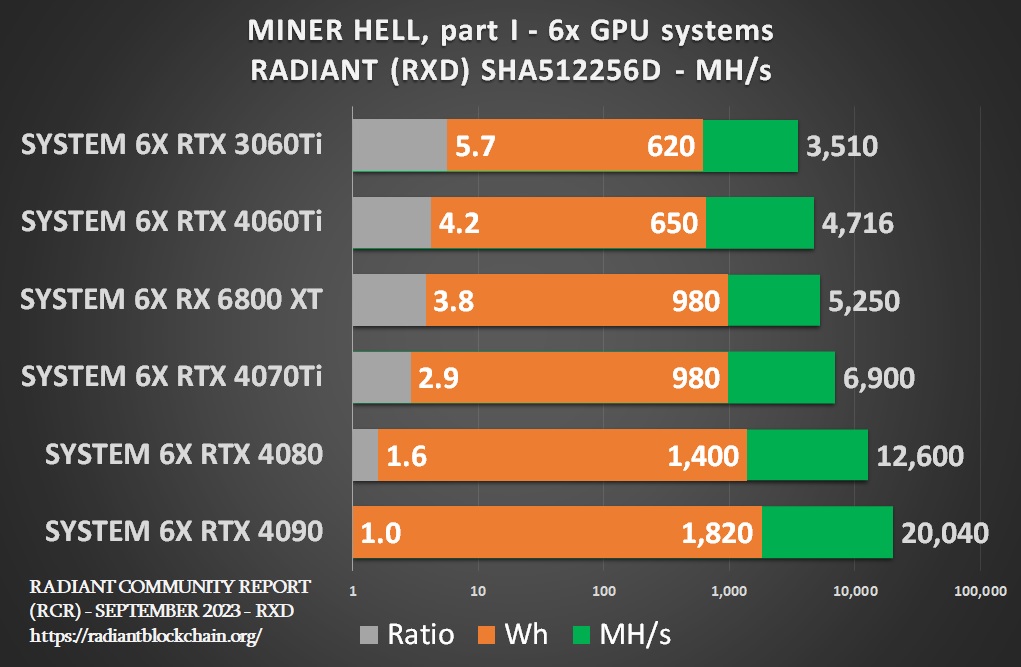 MINER HELL, part I - 6x GPU systems
RADIANT (RXD) SHA512256D - MH/s
SYSTEM 6X RTX 3060Ti 5.7 620 3,510
SYSTEM 6X RTX 4060Ti 4.2 650 4,716
SYSTEM 6X RX 6800 XT 3.8 980 5,250
SYSTEM 6X RTX 4070Ti 2.9 980 6,900
SYSTEM 6X RTX 4080 1.6 1,400 12,600
SYSTEM 6X RTX 4090 1.0 1,820 20,040
1 10 100 1,000 10,000 100,000
Ratio Wh MH/s
RADIANT COMMUNITY REPORT
(RCR) - SEPTEMBER 2023 - RXD
https://radiantblockchain.org/